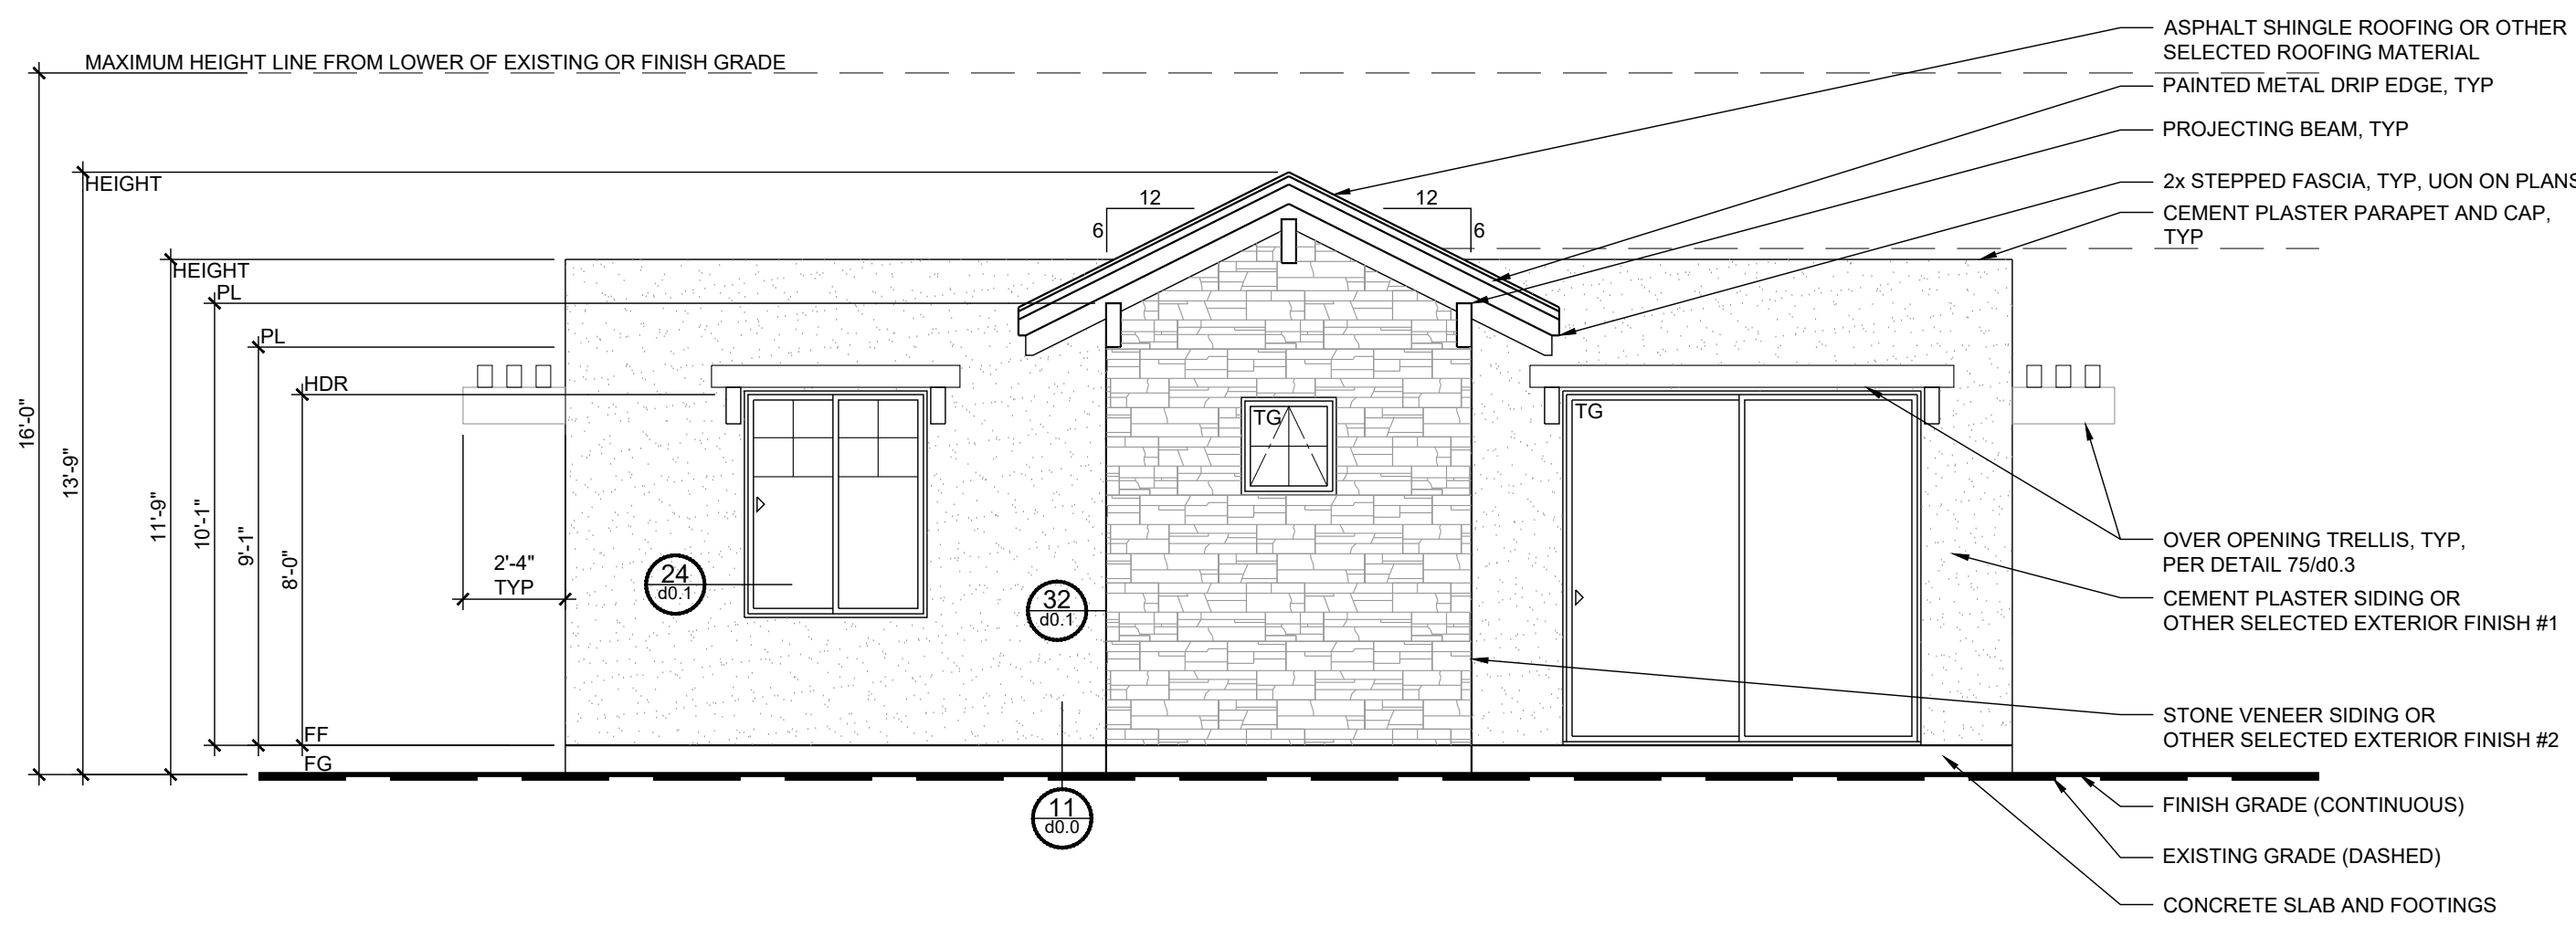 MAXIMUM HEIGHT LINE FROM LOWER OF EXISTING OR FINISH GRADE
HEIGHT
HEIGHT
PL
PL
HDR
FF
FG
16'-0"
13'-9"
11'-9"
10'-1"
9'-1"
8'-0"
2'-4"
TYP
24
d0.1
32
d0.1
11
d0.0
12
6
12
6
TG
TG
ASPHALT SHINGLE ROOFING OR OTHER
SELECTED ROOFING MATERIAL
PAINTED METAL DRIP EDGE, TYP
PROJECTING BEAM, TYP
2x STEPPED FASCIA, TYP, UON ON PLANS
CEMENT PLASTER PARAPET AND CAP,
TYP
OVER OPENING TRELLIS, TYP,
PER DETAIL 75/d0.3
CEMENT PLASTER SIDING OR
OTHER SELECTED EXTERIOR FINISH #1
STONE VENEER SIDING OR
OTHER SELECTED EXTERIOR FINISH #2
FINISH GRADE (CONTINUOUS)
EXISTING GRADE (DASHED)
CONCRETE SLAB AND FOOTINGS